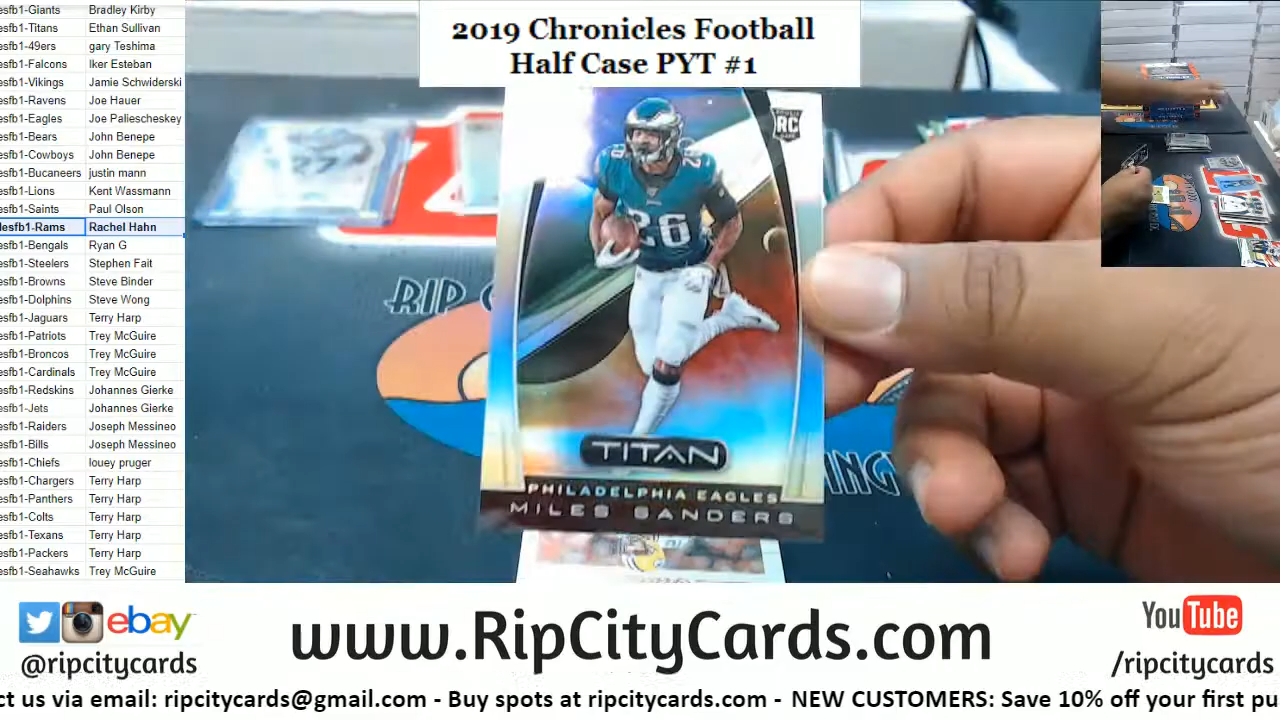 esfb1-Giants Bradley Kirby
esfb1-Titans Ethan Sullivan
esfb1-49ers gary Teshima
esfb1-Falcons Iker Esteban
esfb1-Vikings Jamie Schwiderski
esfb1-Ravens Joe Hauer
esfb1-Eagles Joe Palliescheskey
esfb1-Bears John Benepe
esfb1-Cowboys John Benepe
esfb1-Bucaneers justin mann
esfb1-Lions Kent Wassmann
esfb1-Saints Paul Olson
lesfb1-Rams Rachel Hahn
esfb1-Bengals Ryan G
esfb1-Steelers Stephen Fait
esfb1-Browns Steve Binder
esfb1-Dolphins Steve Wong
esfb1-Jaguars Terry Harp
esfb1-Patriots Trey McGuire
esfb1-Broncos Trey McGuire
esfb1-Cardinals Trey McGuire
esfb1-Redskins Johannes Gierke
esfb1-Jets Johannes Gierke
esfb1-Raiders Joseph Messineo
esfb1-Bills Joseph Messineo
esfb1-Chiefs louey pruger
esfb1-Chargers Terry Harp
esfb1-Panthers Terry Harp
esfb1-Colts Terry Harp
esfb1-Texans Terry Harp
esfb1-Packers Terry Harp
esfb1-Seahawks Trey McGuire
2019 Chronicles Football
Half Case PYT #1
RC
27
26
26
RIP
TITAN
PHILADELPHIA EAGLES
MILES SANDERS
ebay
@ripcitycards
www.RipCityCards.com
YouTube
/ripcitycards
ct us via email: ripcitycards@gmail.com - Buy spots at ripcitycards.com - NEW CUSTOMERS: Save 10% off your first pu